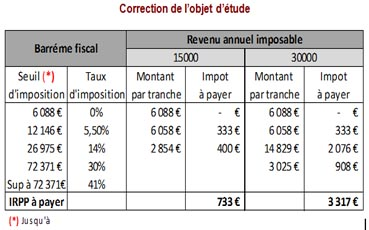 Correction de l'objet d'étude
Barréme fiscal Revenu annuel imposable
15000 30000
Seuil (*) Taux Montant Impot Montant Impot
d'imposition d'imposition par tranche à payer par tranche à payer
6 088 € 0% 6 088 € - € 6 088 € - €
12 146 € 5,50% 6 058 € 333 € 6 058 € 333 €
26 975 € 14% 2 854 € 400 € 14 829 € 2 076 €
72 371 € 30% 3 025 € 908 €
Sup à 72 371€ 41%
IRPP à payer 733 € 3 317 €
(*) Jusqu'à